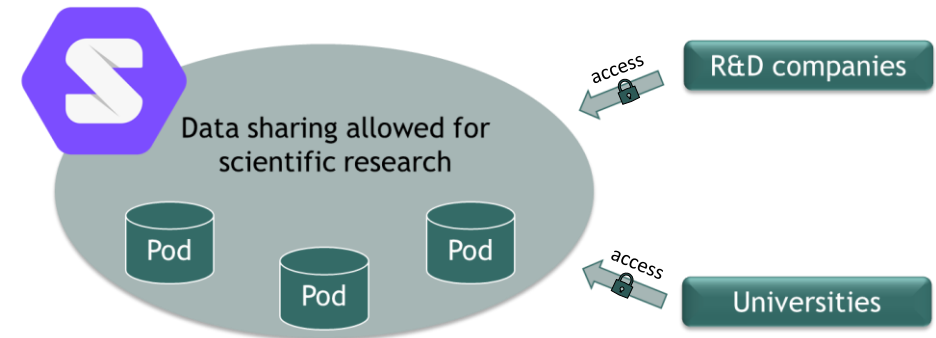 access
R&D companies
Data sharing allowed for
scientific research
Pod
Pod
Pod
access
Universities